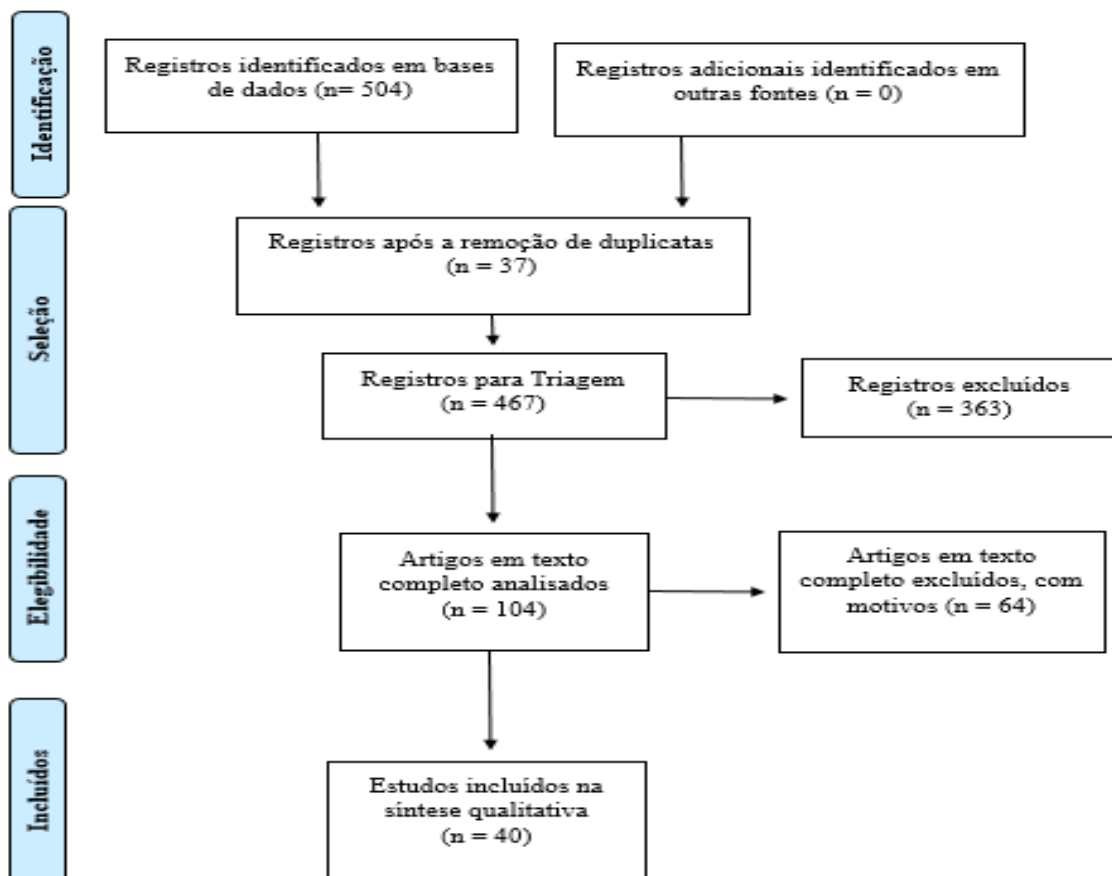 Identificação
Registros identificados em bases
de dados (n= 504)
Registros adicionais identificados em
outras fontes (n = 0)
Seleção
Registros após a remoção de duplicatas
(n = 37)
Registros para Triagem
(n = 467)
Registros excluídos
(n = 363)
Elegibilidade
Artigos em texto
completo analisados
(n = 104)
Artigos em texto
completo excluídos, com
motivos (n = 64)
Incluídos
Estudos incluídos na
síntese qualitativa
(n = 40)